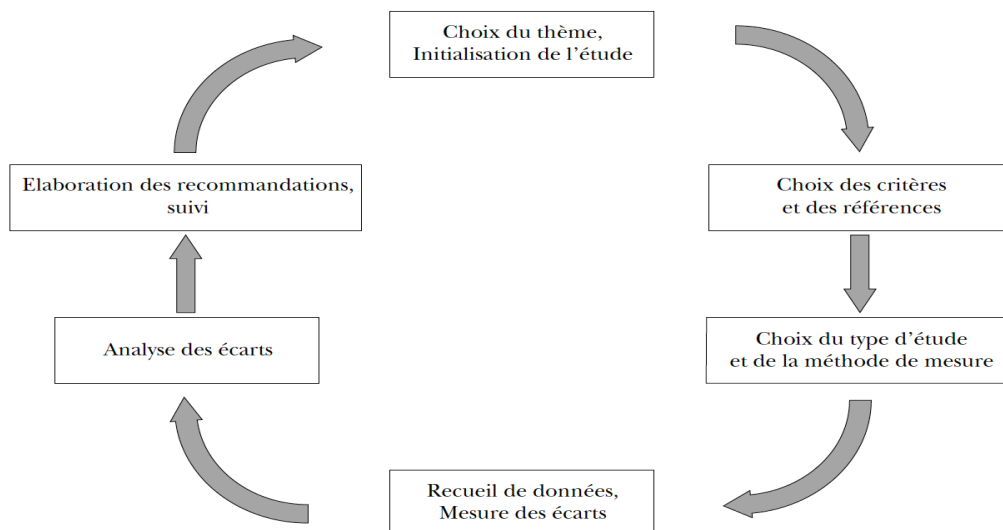 Choix du thème,
Initialisation de l'étude
Choix des critères
et des références
Choix du type d'étude
et de la méthode de mesure
Recueil de données,
Mesure des écarts
Analyse des écarts
Elaboration des recommandations,
suivi